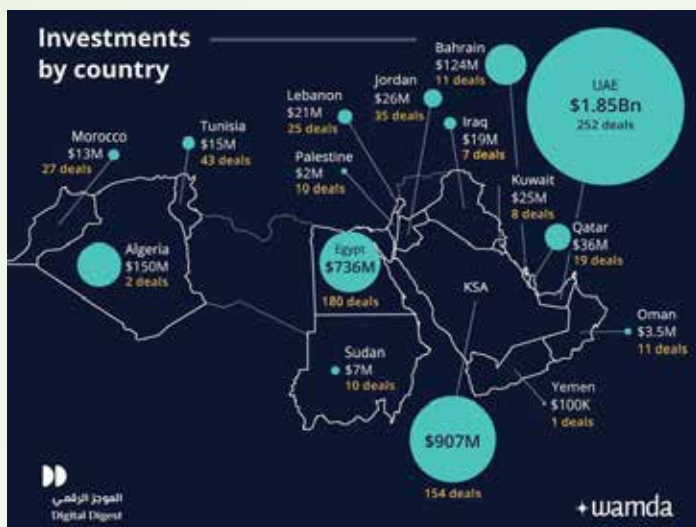 Investments
by country
Bahrain
$124M
11 deals
UAE
$1.85Bn
252 deals
Jordan
$26M
35 deals
Lebanon
$21M
25 deals
Iraq
$19M
7 deals
Tunisia
$15M
43 deals
Morocco
$13M
27 deals
Palestine
$2M
10 deals
Kuwait
$25M
8 deals
Qatar
$36M
19 deals
Algeria
$150M
2 deals
Egypt
$736M
180 deals
KSA
$907M
154 deals
Oman
$3.5M
11 deals
Sudan
$7M
10 deals
Yemen
$100K
1 deals
الموجز الرقمي
Digital Digest
wamda